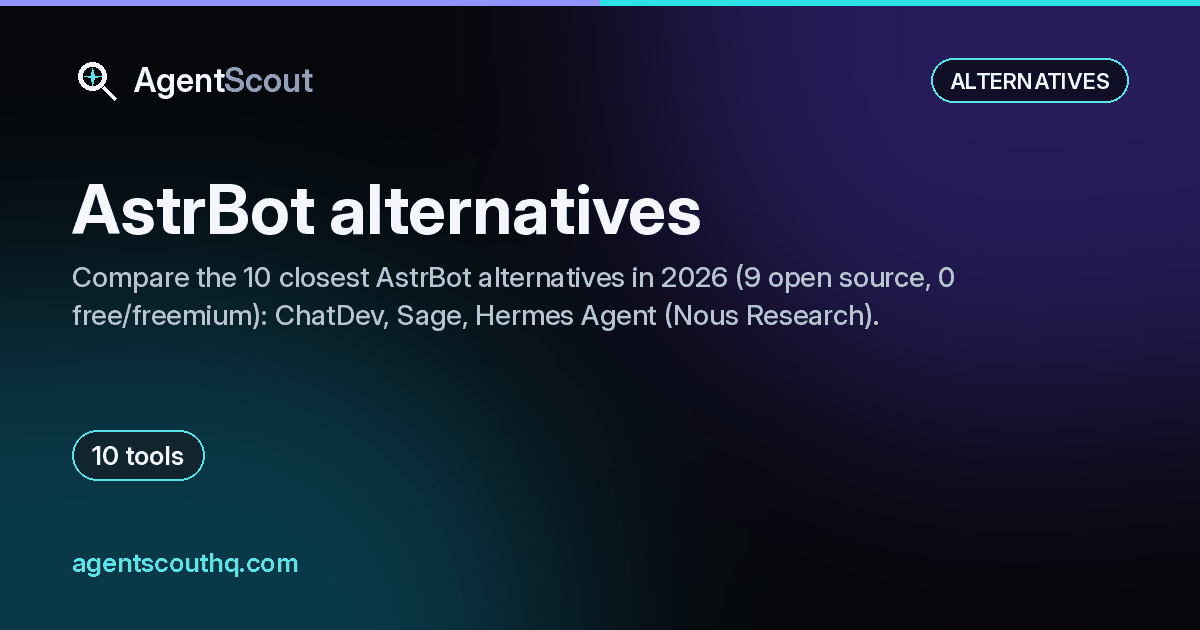 AgentScout
ALTERNATIVES
AstrBot alternatives
Compare the 10 closest AstrBot alternatives in 2026 (9 open source, 0
free/freemium): ChatDev, Sage, Hermes Agent (Nous Research).
10 tools
agentscouthq.com